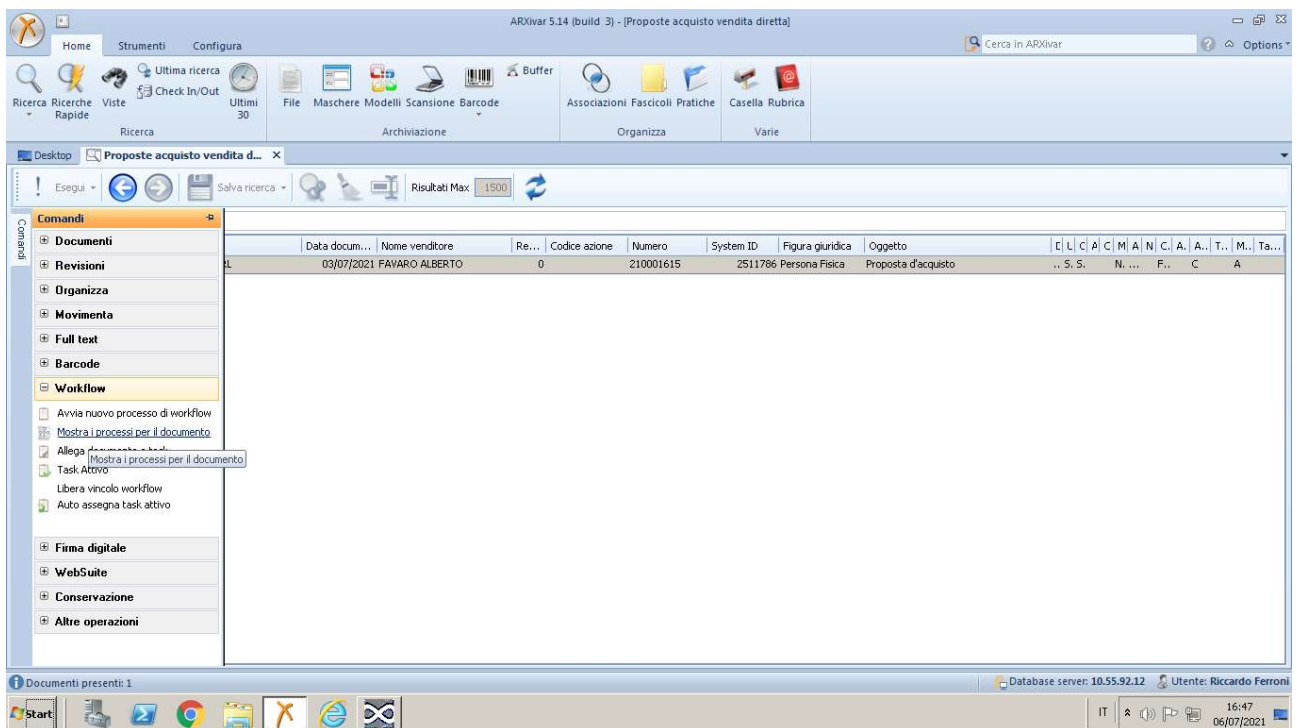 ARXivar 5.14 (build 3) - [Proposte acquisto vendita diretta]
Home Strumenti Configura Cerca in ARXivar Options
Ricerca Ricerche Rapide Viste Ultima ricerca Check In/Out Ultimi 30 File Maschere Modelli Scansione Barcode Buffer Associazioni Fascicoli Pratiche Casella Rubrica
Ricerca Archiviazione Organizza Varie
Desktop Proposte acquisto vendita d... X
Esegui Salva ricerca Risultati Max 1500
Comandi
Comandi
Documenti
Data docum... Nome venditore Re... Codice azione Numero System ID Figura giuridica Oggetto D L C A C M A N C. A. A.. T.. M.. Ta...
Revisioni
RL 03/07/2021 FAVARO ALBERTO 0 210001615 2511786 Persona Fisica Proposta d'acquisto .. S. S. N. ... F.. C A
Organizza
Movimenta
Full text
Barcode
Workflow
Avvia nuovo processo di workflow
Mostra i processi per il documento
Allega
Mostra i processi per il documento
Task Attivo
Libera vincolo workflow
Auto assegna task attivo
Firma digitale
WebSuite
Conservazione
Altre operazioni
Documenti presenti: 1 Database server: 10.55.92.12 Utente: Riccardo Ferroni
Start IT 16:47
06/07/2021